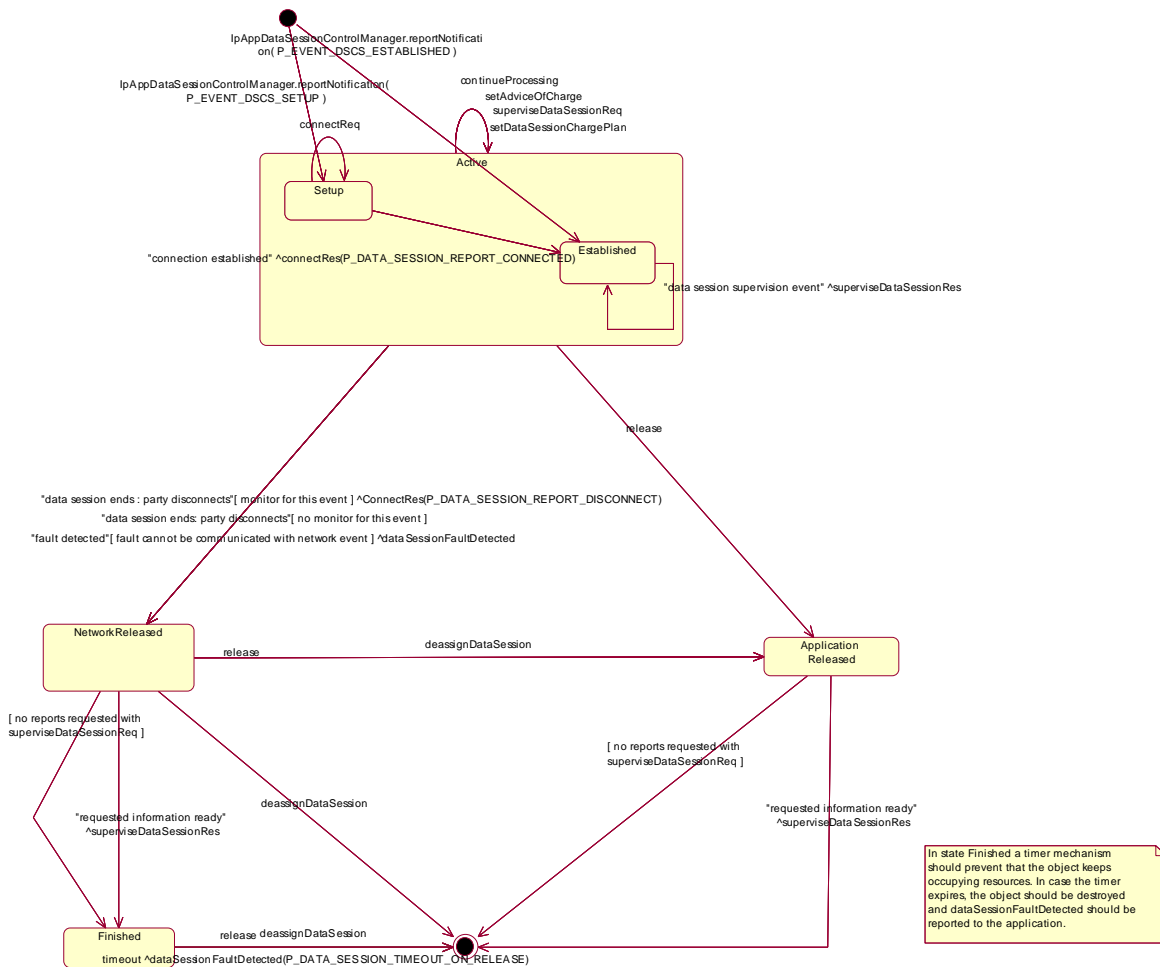 IpAppDataSessionControlManager.reportNotificati
on( P_EVENT_DSCS_ESTABLISHED )
IpAppDataSessionControlManager.reportNotification(
P_EVENT_DSCS_SETUP )
continueProcessing
setAdviceOfCharge
superviseDataSessionReq
setDataSessionChargePlan
connectReq
Active
Setup
Established
"connection established" ^connectRes(P_DATA_SESSION_REPORT_CONNECTED)
"data session supervision event" ^superviseDataSessionRes
release
"data session ends : party disconnects"[ monitor for this event ] ^ConnectRes(P_DATA_SESSION_REPORT_DISCONNECT)
"data session ends: party disconnects"[ no monitor for this event ]
"fault detected"[ fault cannot be communicated with network event ] ^dataSessionFaultDetected
NetworkReleased
release
deassignDataSession
Application
Released
[ no reports requested with
superviseDataSessionReq ]
[ no reports requested with
superviseDataSessionReq ]
deassignDataSession
"requested information ready"
^superviseDataSessionRes
"requested information ready"
^superviseDataSessionRes
In state Finished a timer mechanism
should prevent that the object keeps
occupying resources. In case the timer
expires, the object should be destroyed
and dataSessionFaultDetected should be
reported to the application.
Finished
release
deassignDataSession
timeout ^dataSessionFaultDetected(P_DATA_SESSION_TIMEOUT_ON_RELEASE)